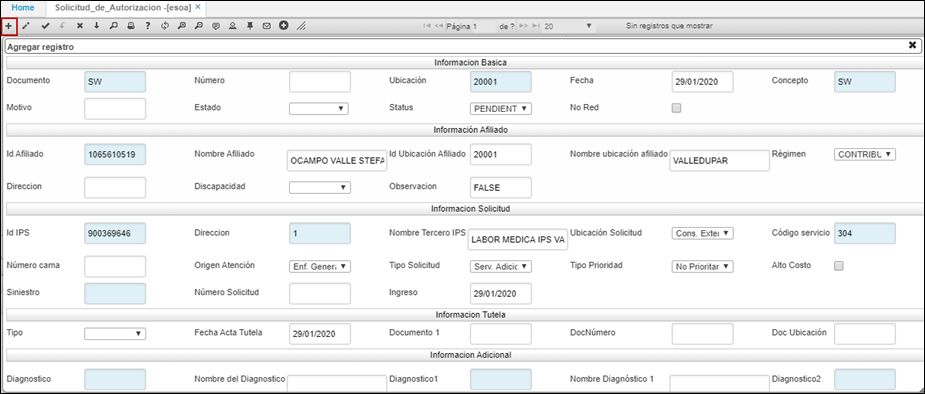 Home Solicitud_de_Autorizacion -[esoa] ×
Página 1 de ? 20 Sin registros que mostrar
Agregar registro
Informacion Basica
Documento SW Número Ubicación 20001 Fecha 29/01/2020 Concepto SW
Motivo Estado Status PENDIENT No Red
Información Afiliado
Id Afiliado 1065610519 Nombre Afiliado OCAMPO VALLE STEFA Id Ubicación Afiliado 20001 Nombre ubicación afiliado VALLEDUPAR Régimen CONTRIBU
Direccion Discapacidad Observacion FALSE
Informacion Solicitud
Id IPS 900369646 Direccion 1 Nombre Tercero IPS LABOR MEDICA IPS VA Ubicación Solicitud Cons. Exter Código servicio 304
Número cama Origen Atención Enf. Genera Tipo Solicitud Serv. Adicic Tipo Prioridad No Prioritar Alto Costo
Siniestro Número Solicitud Ingreso 29/01/2020
Informacion Tutela
Tipo Fecha Acta Tutela 29/01/2020 Documento 1 DocNúmero Doc Ubicación
Informacion Adicional
Diagnostico Nombre del Diagnostico Diagnostico1 Nombre Diagnóstico 1 Diagnostico2